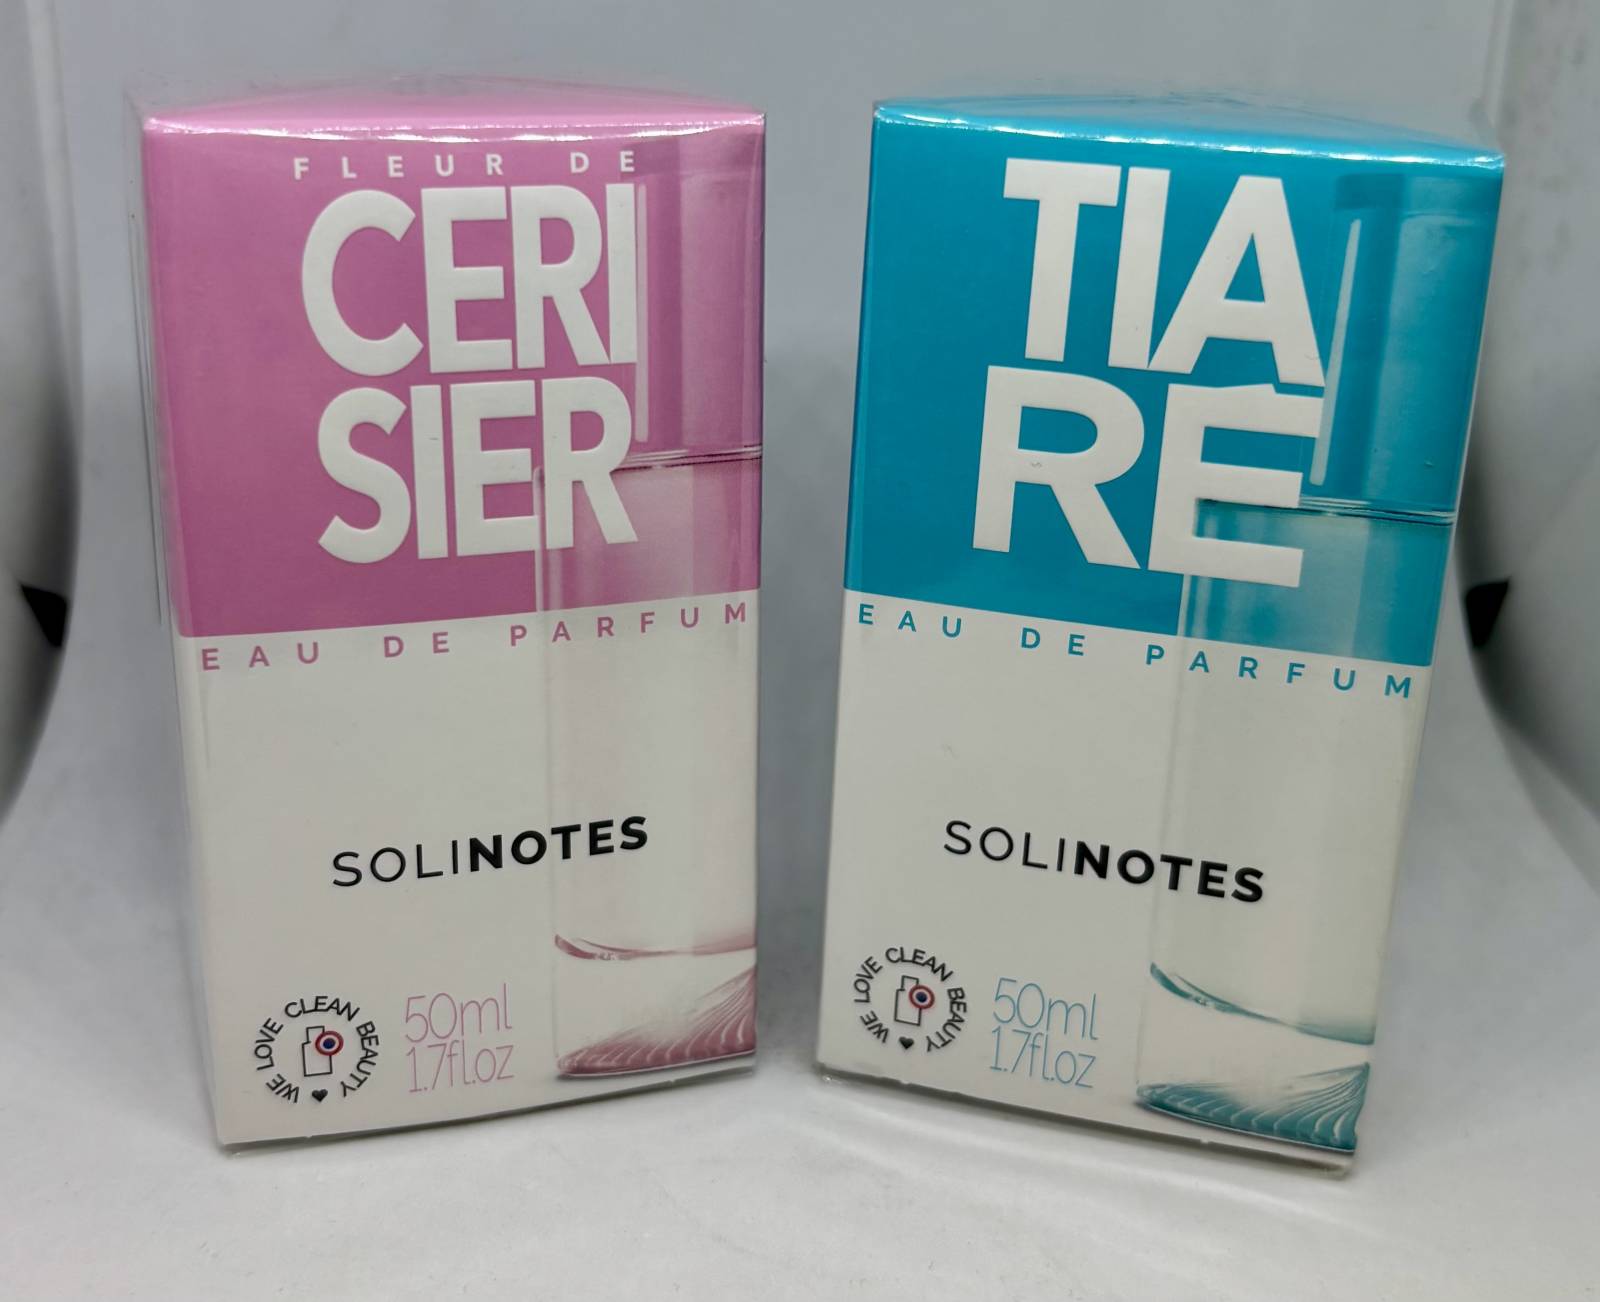 FLEUR DE
CERI
SIER
EAU DE PARFUM
SOLINOTES
WE LOVE CLEAN BEAUTY
50ml
1.7fl.oz
TIA
RÉ
EAU DE PARFUM
SOLINOTES
WE LOVE CLEAN BEAUTY
50ml
1.7fl.oz